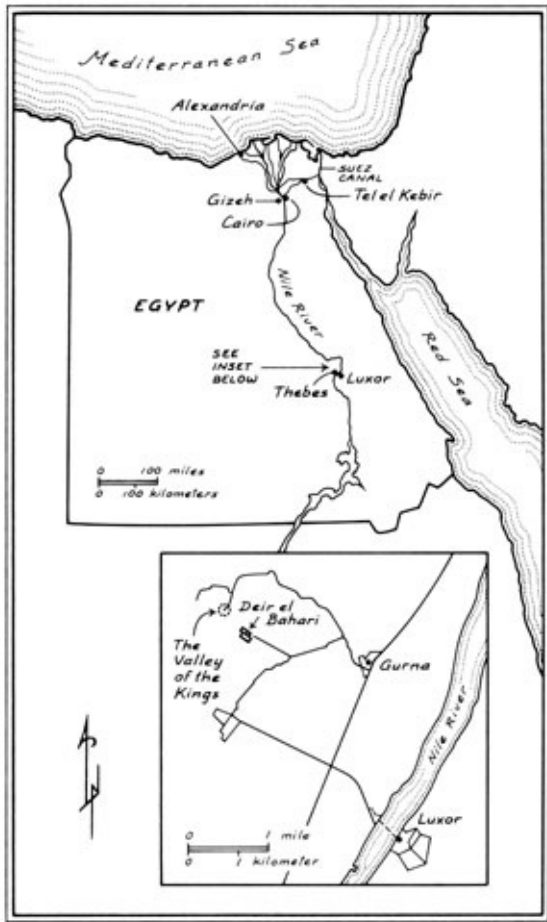 Mediterranean Sea
Alexandria
SUEZ
CANAL
Gizeh
Tel el Kebir
Cairo
Nile River
EGYPT
Red Sea
SEE
INSET
BELOW
Luxor
Thebes
0 100 miles
0 100 kilometers
Deir el
Bahari
The
Valley
of the
Kings
Gurna
Nile River
Luxor
0 1 mile
0 1 kilometer